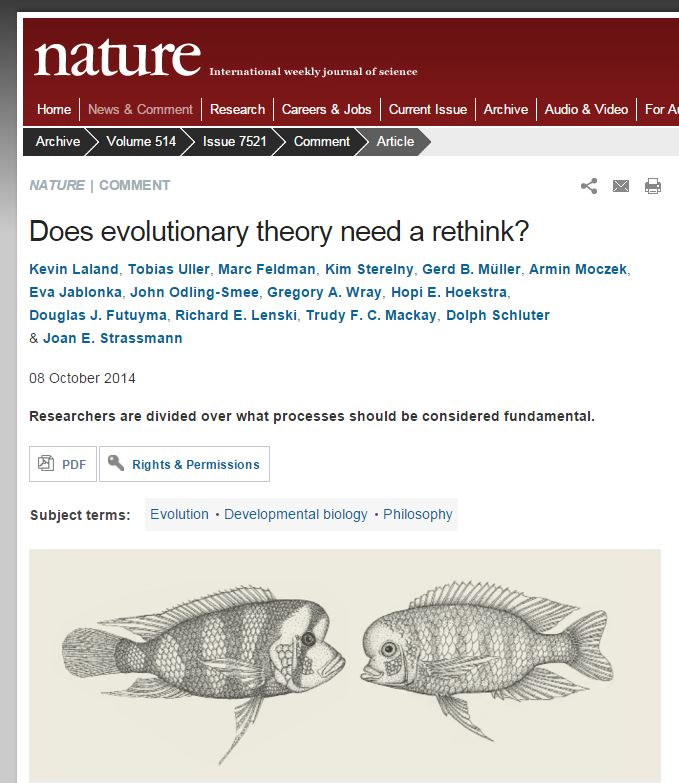 nature International weekly journal of science
Home News & Comment Research Careers & Jobs Current Issue Archive Audio & Video For
Archive Volume 514 Issue 7521 Comment Article
NATURE | COMMENT
Does evolutionary theory need a rethink?
Kevin Laland, Tobias Uller, Marc Feldman, Kim Sterelny, Gerd B. Müller, Armin Moczek,
Eva Jablonka, John Odling-Smee, Gregory A. Wray, Hopi E. Hoekstra,
Douglas J. Futuyma, Richard E. Lenski, Trudy F. C. Mackay, Dolph Schluter
& Joan E. Strassmann
08 October 2014
Researchers are divided over what processes should be considered fundamental.
PDF Rights & Permissions
Subject terms: Evolution • Developmental biology • Philosophy